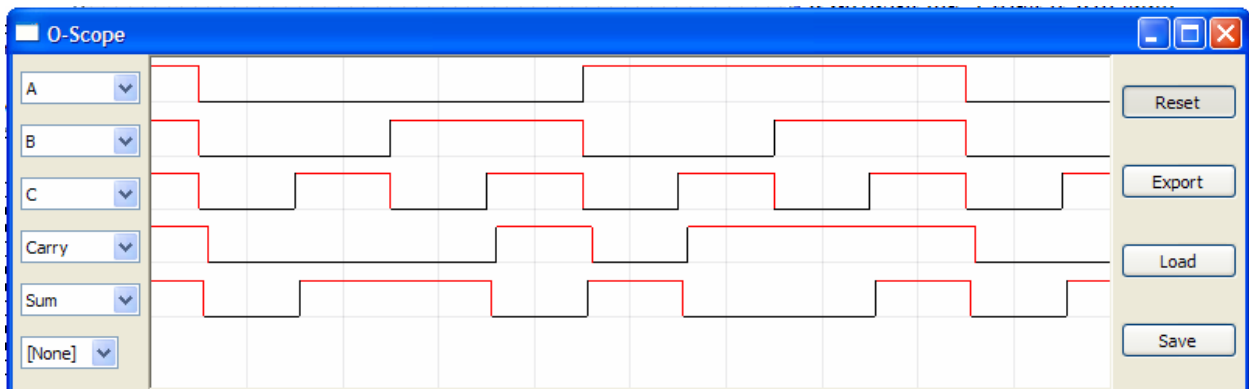 O-Scope
A
Reset
B
C
Export
Carry
Load
Sum
Save
[None]